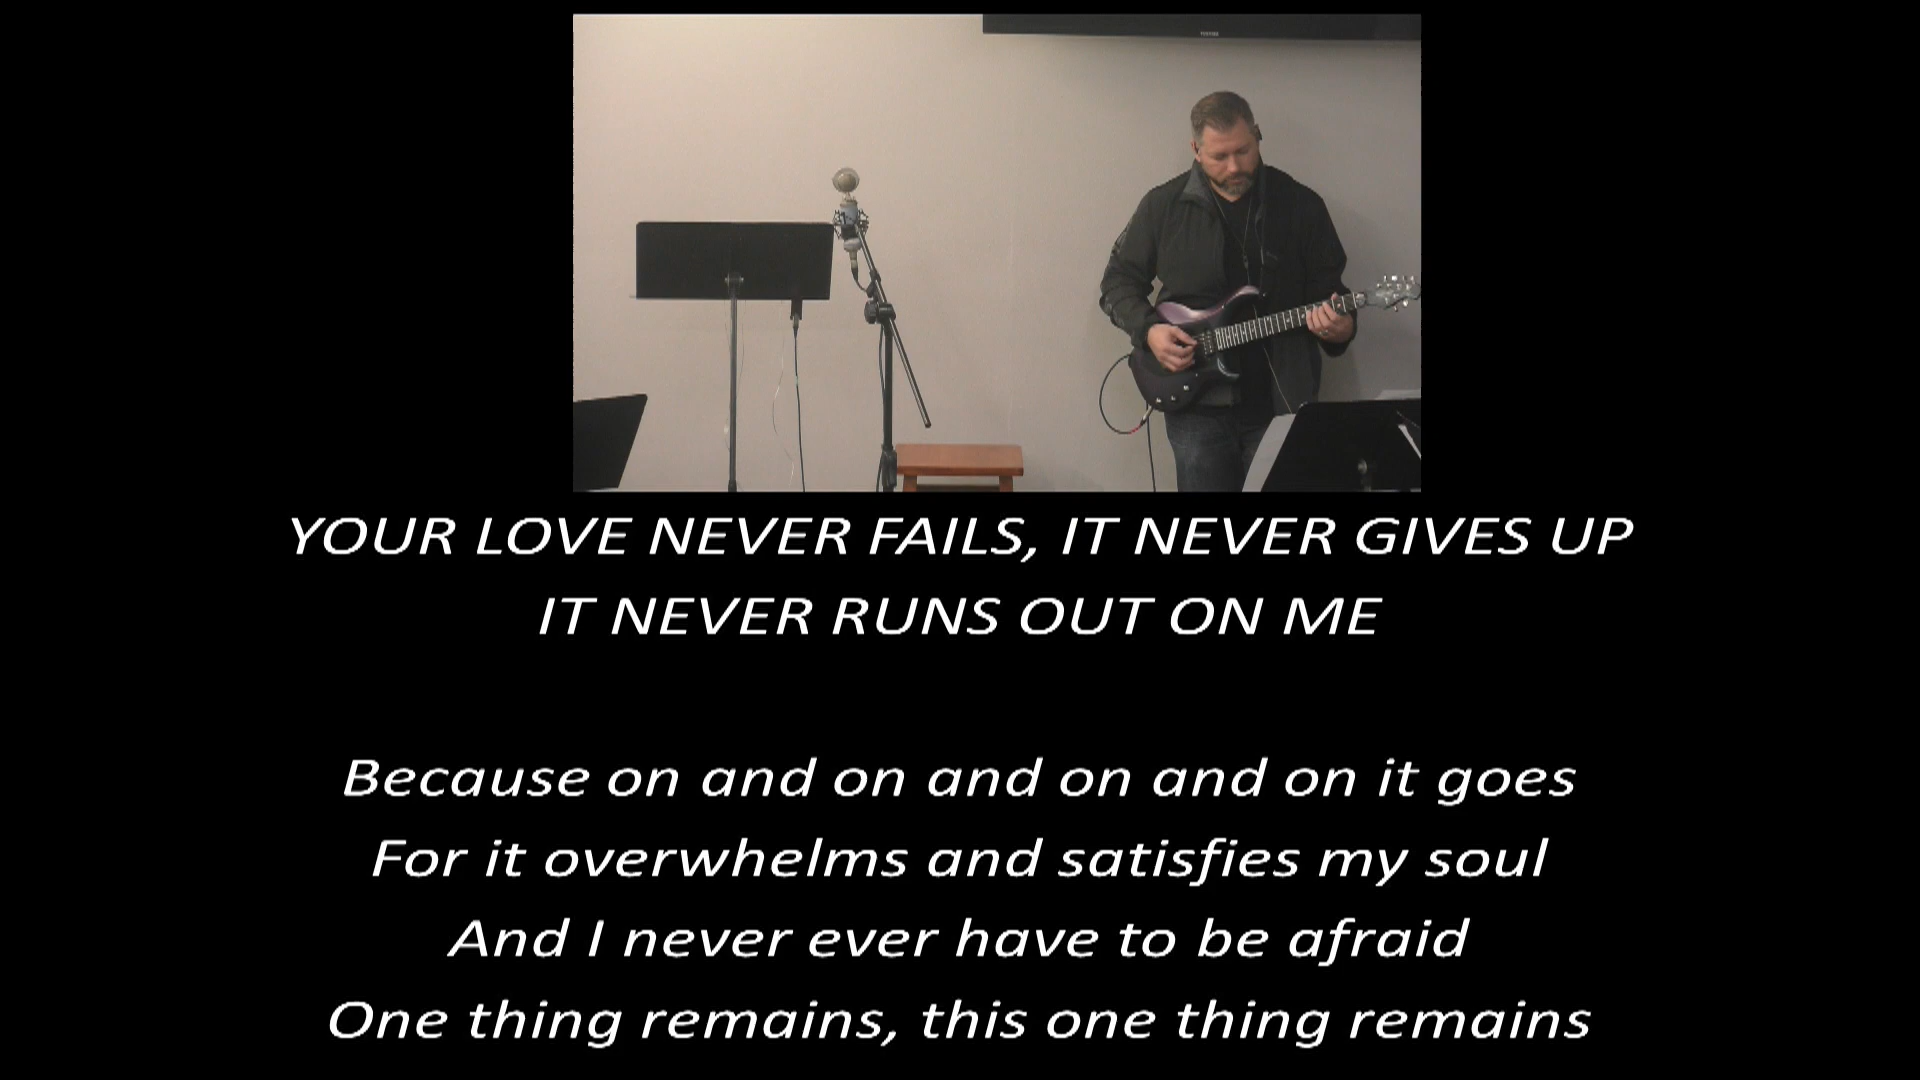 TOSHIBA
YOUR LOVE NEVER FAILS, IT NEVER GIVES UP
IT NEVER RUNS OUT ON ME
Because on and on and on and on it goes
For it overwhelms and satisfies my soul
And I never ever have to be afraid
One thing remains, this one thing remains